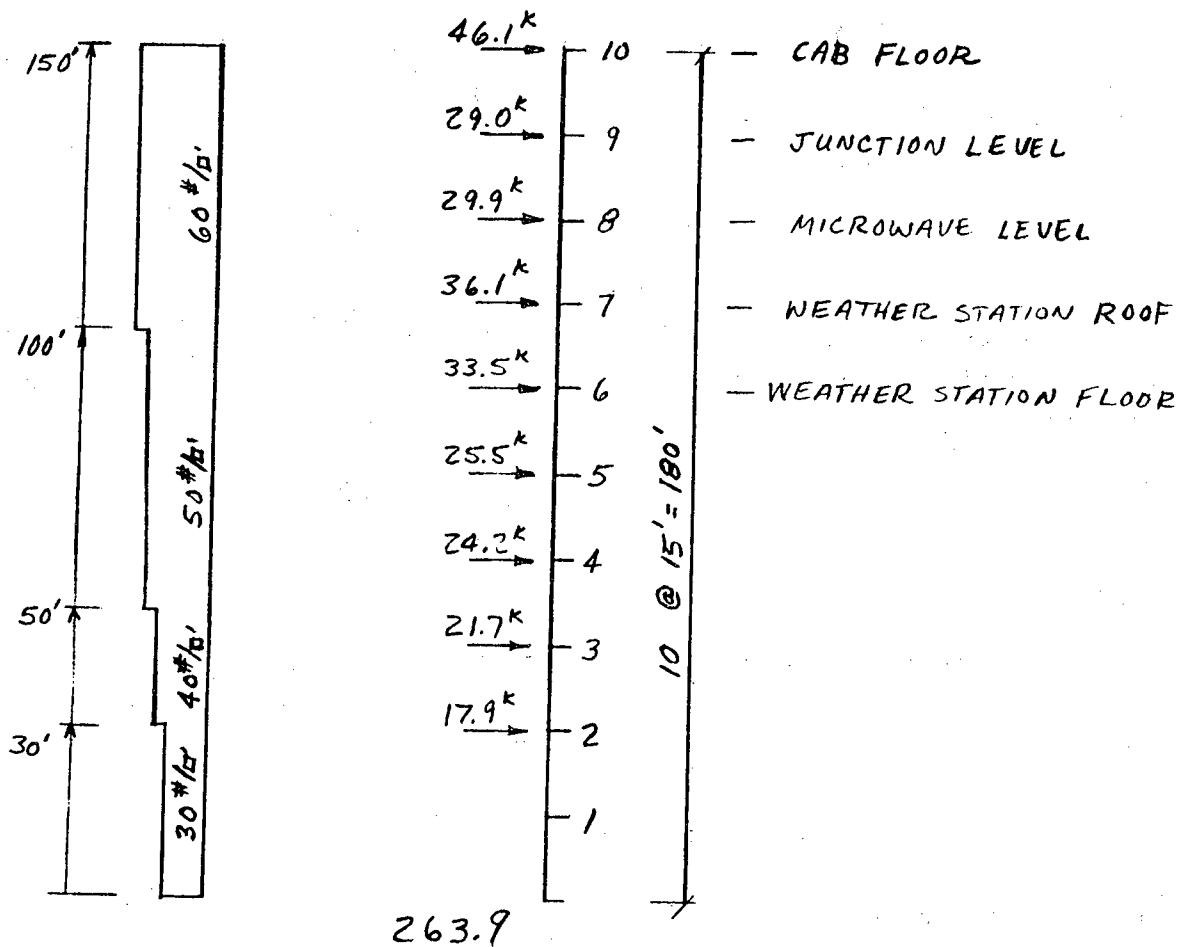 46.1ᴷ 10 — CAB FLOOR
150'
29.0ᴷ 9 — JUNCTION LEVEL
60 #/□'
29.9ᴷ 8 — MICROWAVE LEVEL
36.1ᴷ 7 — WEATHER STATION ROOF
100'
33.5ᴷ 6 — WEATHER STATION FLOOR
25.5ᴷ 5
50 #/□'
24.2ᴷ 4
10 @ 15' = 180'
50'
21.7ᴷ 3
40 #/□'
17.9ᴷ 2
30'
30 #/□'
1
263.9